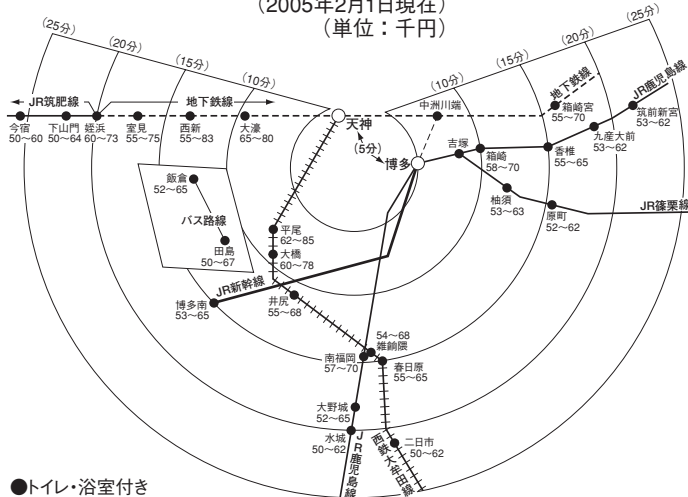 (2005年2月1日現在)
(単位：千円)
(25分)
(20分)
(15分)
(10分)
(10分)
(15分)
(20分)
(25分)
JR筑肥線
地下鉄線
今宿
50～60
下山門
50～64
姪浜
60～73
室見
55～75
西新
55～83
大濠
65～80
天神
(5分)
博多
中洲川端
地下鉄線
箱崎宮
55～70
JR鹿児島線
筑前新宮
53～62
九産大前
53～62
香椎
55～65
吉塚
箱崎
58～70
柚須
53～63
原町
52～62
JR篠栗線
飯倉
52～65
バス路線
田島
50～67
平尾
62～85
大橋
60～78
JR新幹線
博多南
53～65
井尻
55～68
54～68
雑餉隈
南福岡
57～70
春日原
55～65
大野城
52～65
水城
50～62
JR鹿児島線
西鉄大牟田線
二日市
50～62
●トイレ・浴室付き